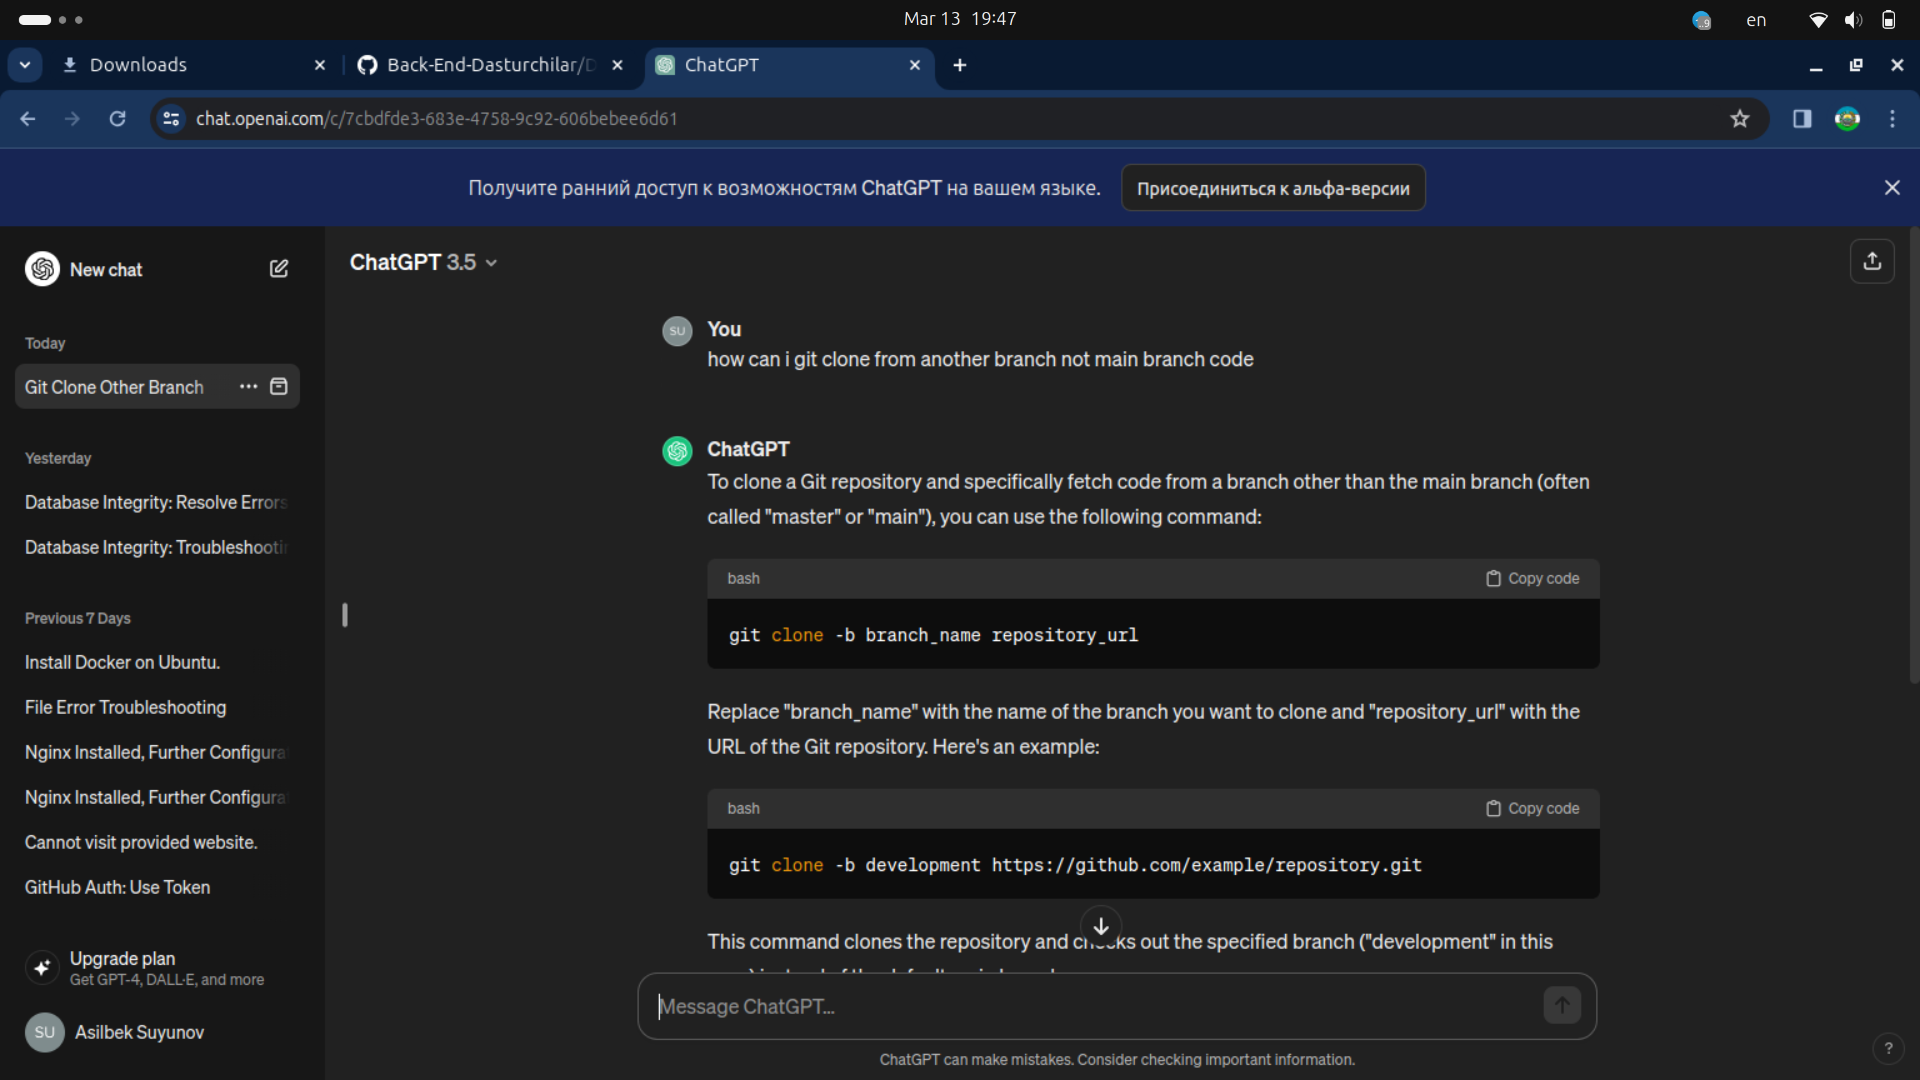 Mar 13 19:47
en
Downloads
Back-End-Dasturchilar/D
ChatGPT
chat.openai.com/c/7cbdfde3-683e-4758-9c92-606bebee6d61
Получите ранний доступ к возможностям ChatGPT на вашем языке.
Присоединиться к альфа-версии
New chat
Today
Git Clone Other Branch
Yesterday
Database Integrity: Resolve Errors
Database Integrity: Troubleshooti
Previous 7 Days
Install Docker on Ubuntu.
File Error Troubleshooting
Nginx Installed, Further Configura
Nginx Installed, Further Configura
Cannot visit provided website.
GitHub Auth: Use Token
Upgrade plan
Get GPT-4, DALL·E, and more
SU
Asilbek Suyunov
ChatGPT 3.5
SU
You
how can i git clone from another branch not main branch code
ChatGPT
To clone a Git repository and specifically fetch code from a branch other than the main branch (often
called "master" or "main"), you can use the following command:
bash
Copy code
git clone -b branch_name repository_url
Replace "branch_name" with the name of the branch you want to clone and "repository_url" with the
URL of the Git repository. Here's an example:
bash
Copy code
git clone -b development https://github.com/example/repository.git
This command clones the repository and checks out the specified branch ("development" in this
Message ChatGPT...
ChatGPT can make mistakes. Consider checking important information.
?